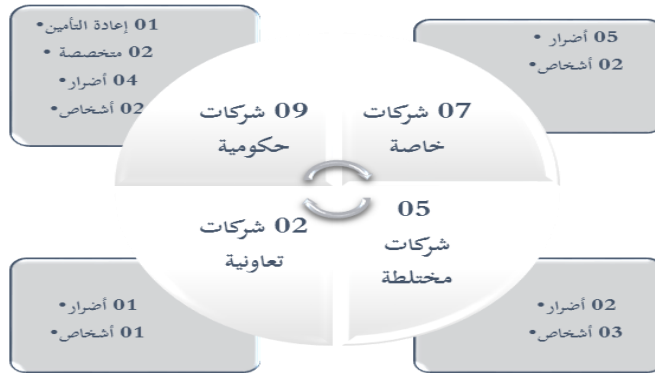 05 أضرار •
02 أشخاص•
01 إعادة التأمين•
02 متخصصة •
04 أضرار•
02 أشخاص•
07 شركات
خاصة
09 شركات
حكومية
05
شركات
مختلطة
02 شركات
تعاونية
02 أضرار•
03 أشخاص•
01 أضرار•
01 أشخاص•